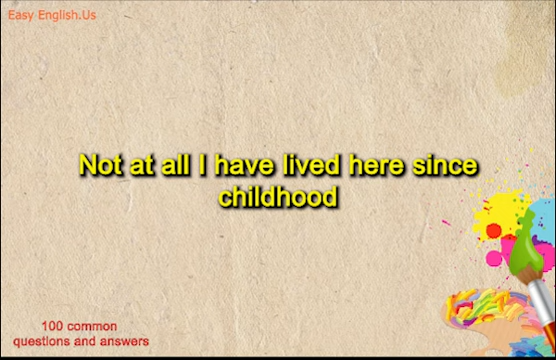 Easy English.Us
Not at all I have lived here since
childhood
100 common
questions and answers